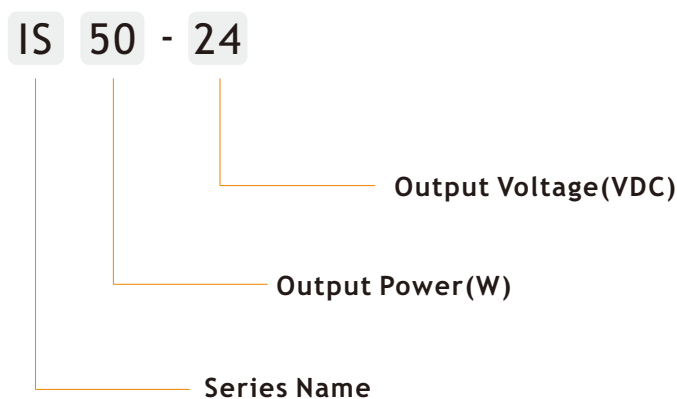 IS 50 - 24
Output Voltage(VDC)
Output Power(W)
Series Name